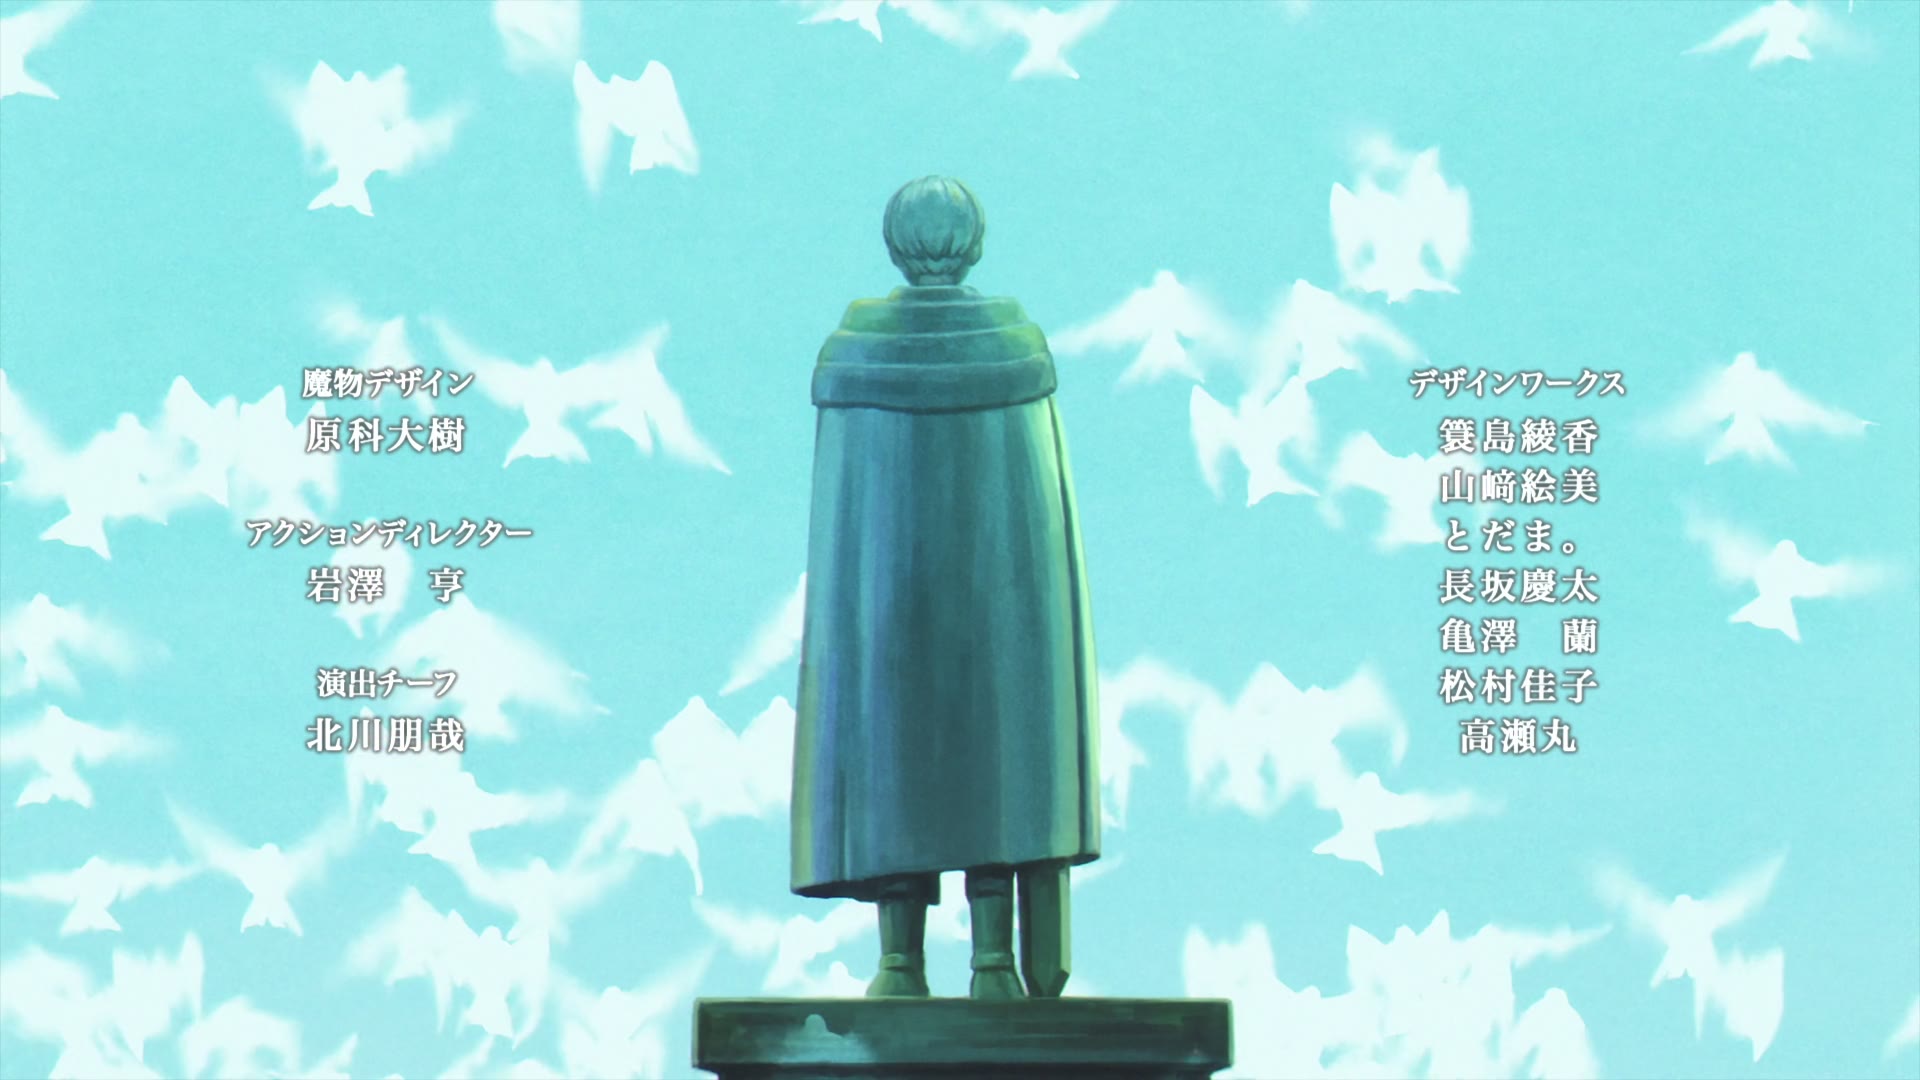 魔物デザイン
原科大樹
アクションディレクター
岩澤　亨
演出チーフ
北川朋哉
デザインワークス
簑島綾香
山﨑絵美
とだま。
長坂慶太
亀澤　蘭
松村佳子
高瀬丸